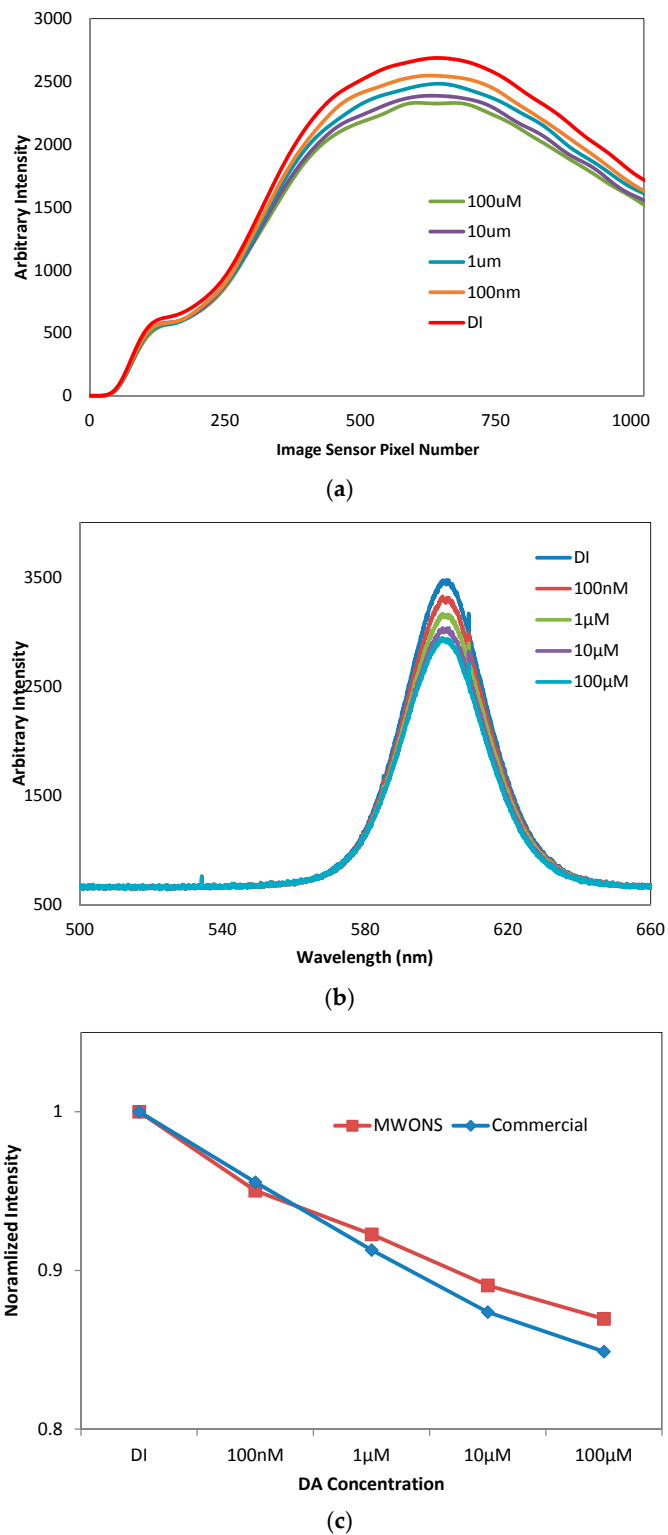 3000
2500
2000
1500
1000
500
0
Arbitrary Intensity
100uM
10um
1um
100nm
DI
0 250 500 750 1000
Image Sensor Pixel Number
(a)
3500
2500
1500
500
Arbitrary Intensity
DI
100nM
1µM
10µM
100µM
500 540 580 620 660
Wavelength (nm)
(b)
1
0.9
0.8
Noramlized Intensity
MWONS Commercial
DI 100nM 1µM 10µM 100µM
DA Concentration
(c)